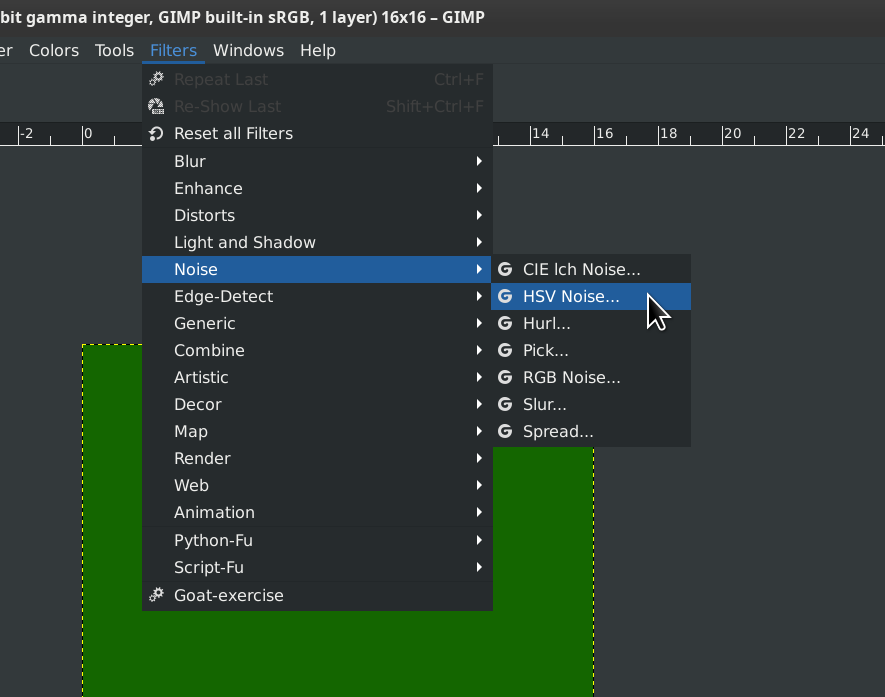 bit gamma integer, GIMP built-in sRGB, 1 layer) 16x16 – GIMP
er Colors Tools Filters Windows Help
Repeat Last Ctrl+F
Re-Show Last Shift+Ctrl+F
-2 0 14 16 18 20 22 24
Reset all Filters
Blur
Enhance
Distorts
Light and Shadow
Noise
Edge-Detect
Generic
Combine
Artistic
Decor
Map
Render
Web
Animation
Python-Fu
Script-Fu
Goat-exercise
CIE lch Noise...
HSV Noise...
Hurl...
Pick...
RGB Noise...
Slur...
Spread...